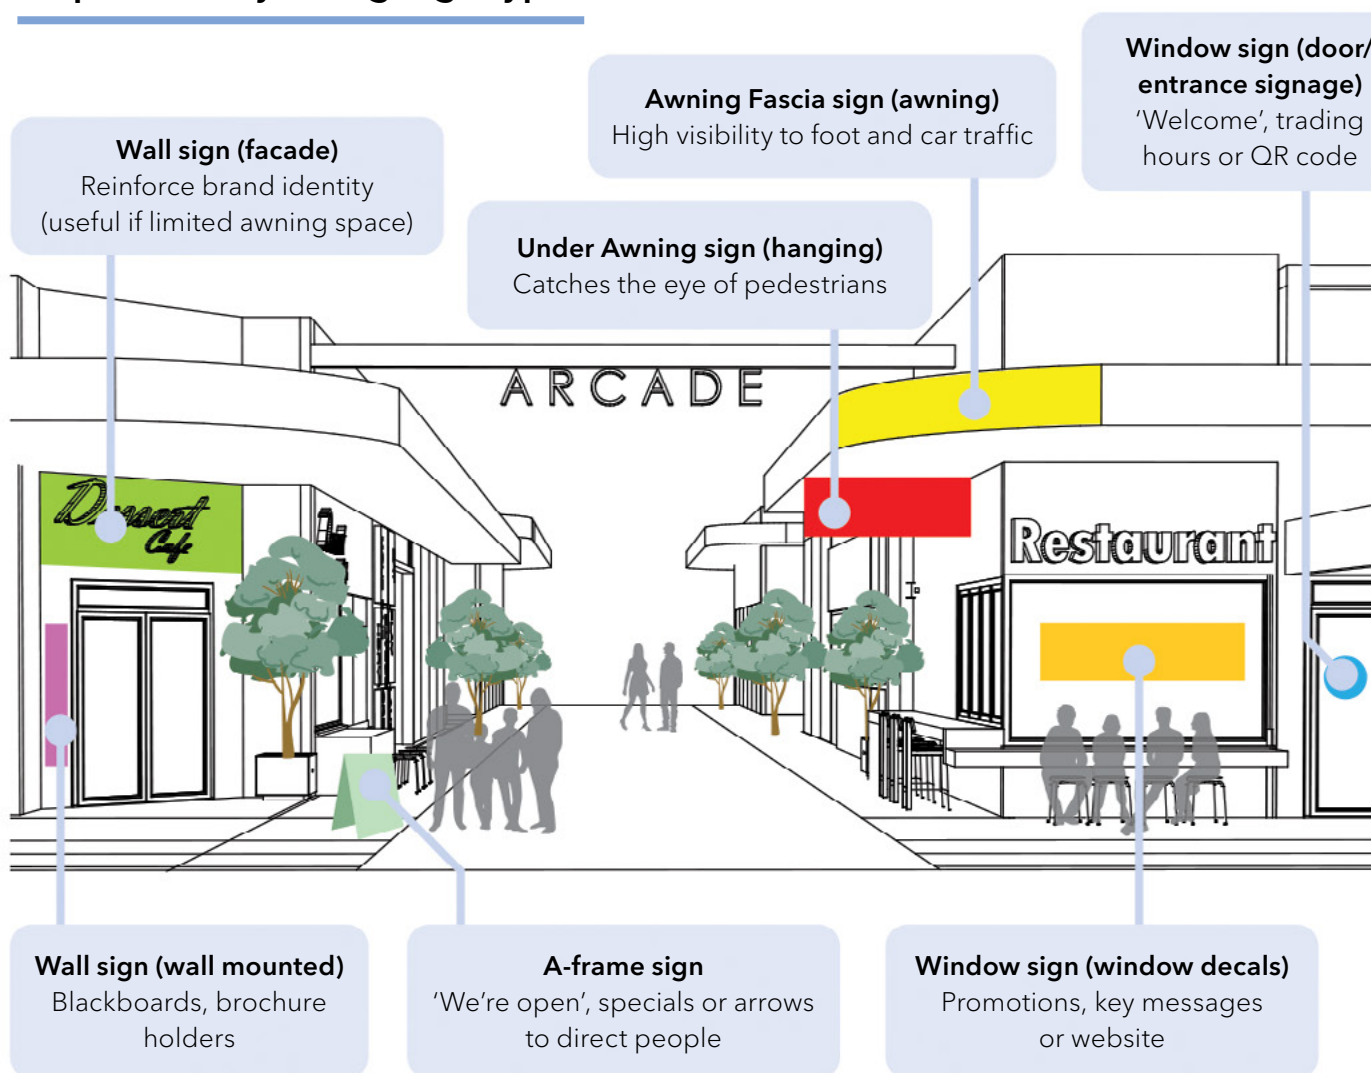 Window sign (door/
entrance signage)
'Welcome', trading
hours or QR code
Awning Fascia sign (awning)
High visibility to foot and car traffic
Wall sign (facade)
Reinforce brand identity
(useful if limited awning space)
Under Awning sign (hanging)
Catches the eye of pedestrians
ARCADE
Dessert
Cafe
Restaurant
Wall sign (wall mounted)
Blackboards, brochure
holders
A-frame sign
'We're open', specials or arrows
to direct people
Window sign (window decals)
Promotions, key messages
or website